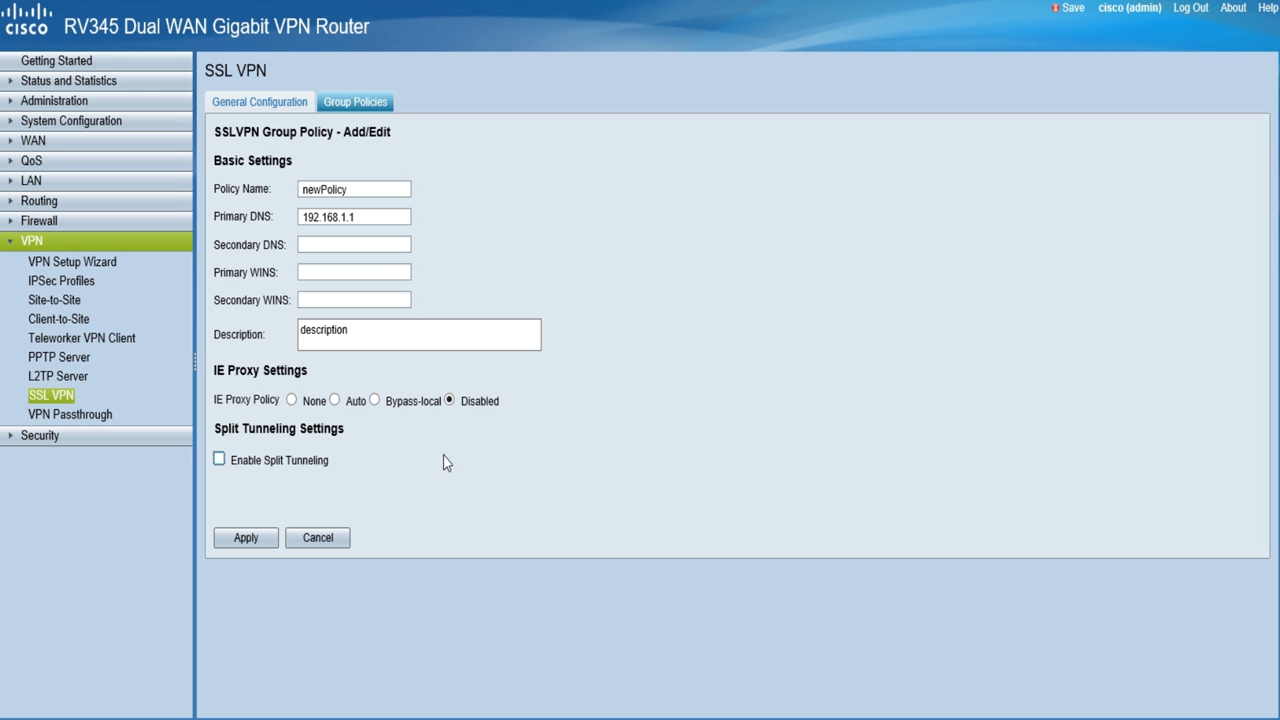 cisco RV345 Dual WAN Gigabit VPN Router
Save cisco (admin) Log Out About Help
Getting Started
Status and Statistics
Administration
System Configuration
WAN
QoS
LAN
Routing
Firewall
VPN
VPN Setup Wizard
IPSec Profiles
Site-to-Site
Client-to-Site
Teleworker VPN Client
PPTP Server
L2TP Server
SSL VPN
VPN Passthrough
Security
SSL VPN
General Configuration Group Policies
SSLVPN Group Policy - Add/Edit
Basic Settings
Policy Name: newPolicy
Primary DNS: 192.168.1.1
Secondary DNS:
Primary WINS:
Secondary WINS:
Description: description
IE Proxy Settings
IE Proxy Policy None Auto Bypass-local Disabled
Split Tunneling Settings
Enable Split Tunneling
Apply Cancel